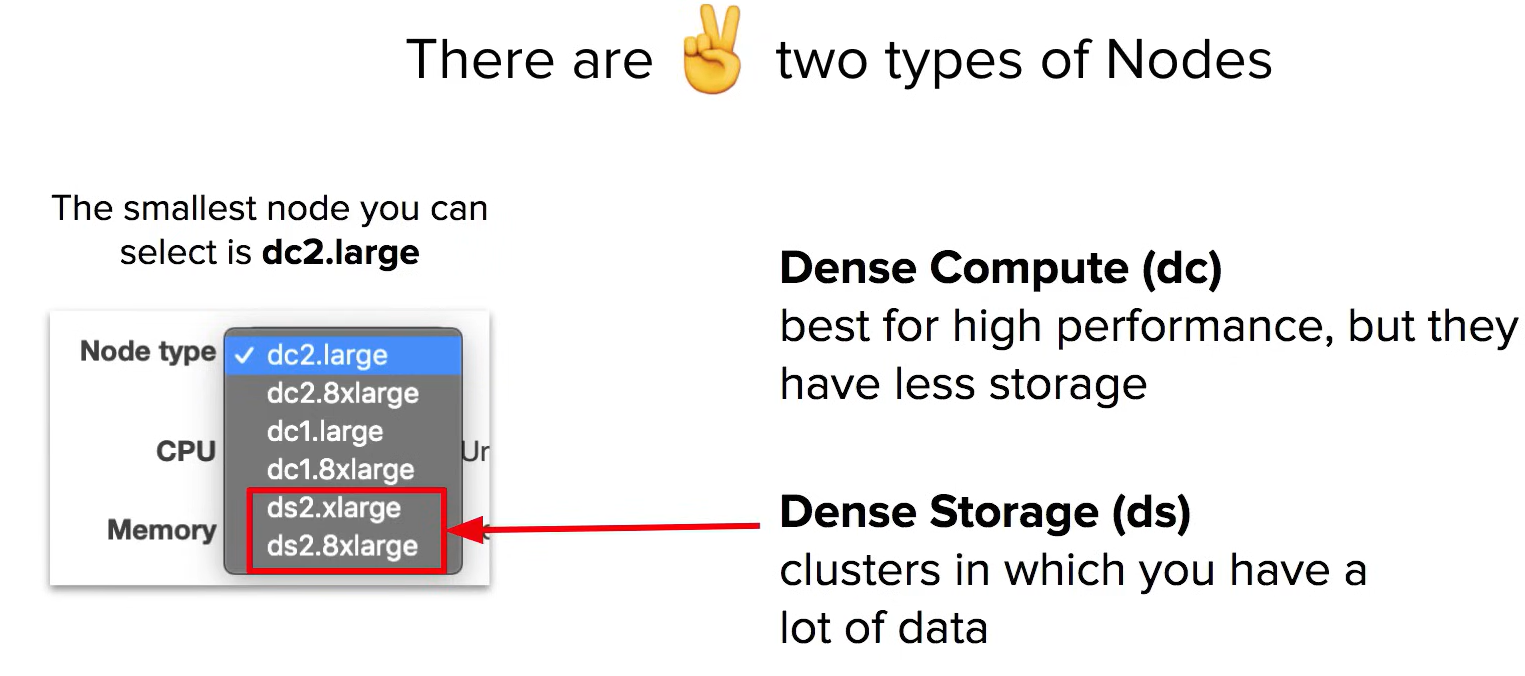 There are ✌️ two types of Nodes
The smallest node you can
select is dc2.large
Node type
✓ dc2.large
dc2.8xlarge
dc1.large
dc1.8xlarge
ds2.xlarge
ds2.8xlarge
CPU
Memory
Dense Compute (dc)
best for high performance, but they
have less storage
Dense Storage (ds)
clusters in which you have a
lot of data